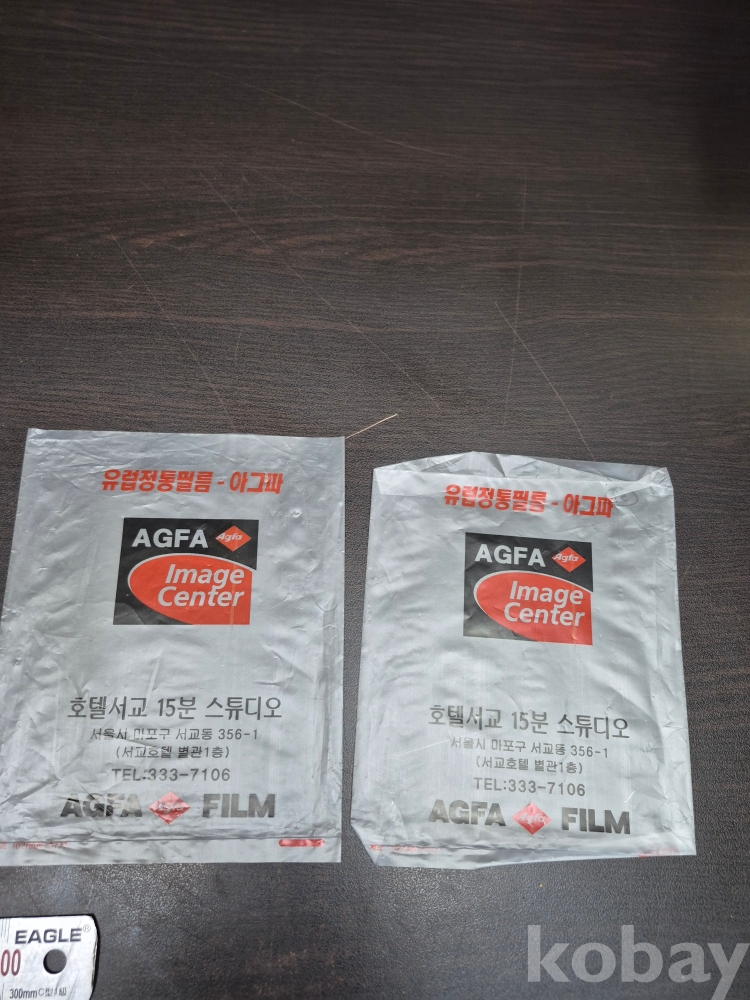 유럽정통필름 - 아그파
AGFA Agfa
Image
Center
호텔서교 15분 스튜디오
서울시 마포구 서교동 356-1
(서교호텔 별관1층)
TEL:333-7106
AGFA Agfa FILM
유럽정통필름 - 아그파
AGFA Agfa
Image
Center
호텔서교 15분 스튜디오
서울시 마포구 서교동 356-1
(서교호텔 별관1층)
TEL:333-7106
AGFA Agfa FILM
EAGLE®
00
300mm
kobay